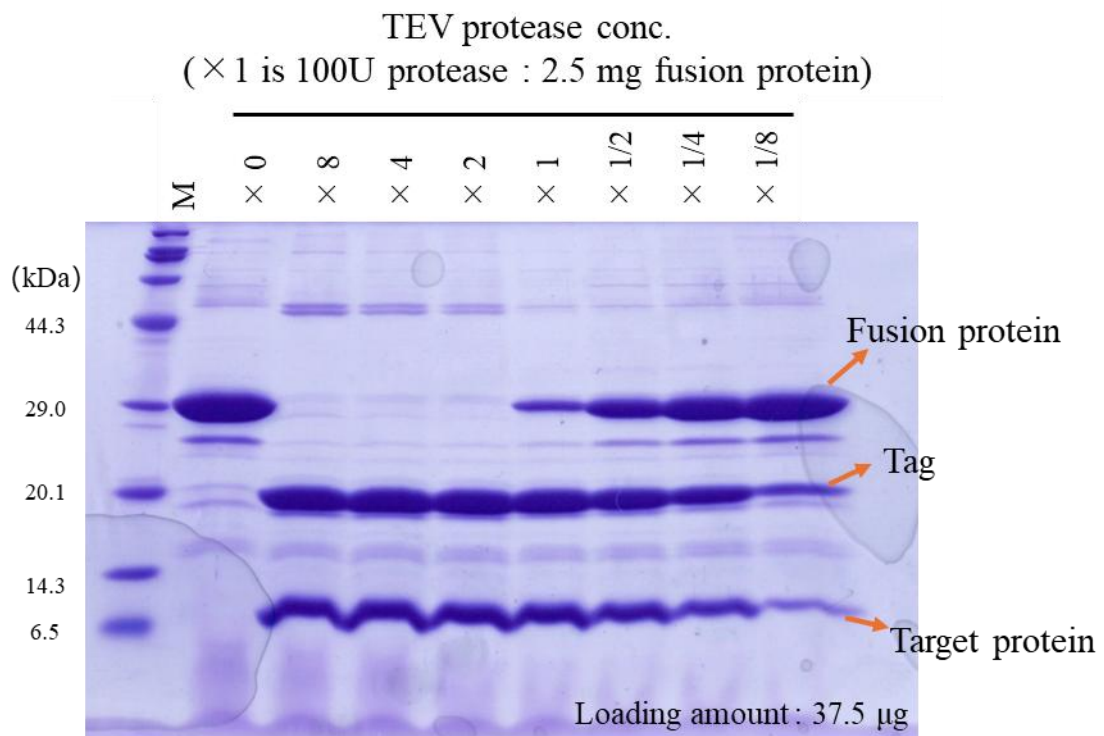 TEV protease conc.
(×1 is 100U protease : 2.5 mg fusion protein)
M
× 0
× 8
× 4
× 2
× 1
× 1/2
× 1/4
× 1/8
(kDa)
44.3
29.0
20.1
14.3
6.5
Fusion protein
Tag
Target protein
Loading amount : 37.5 μg